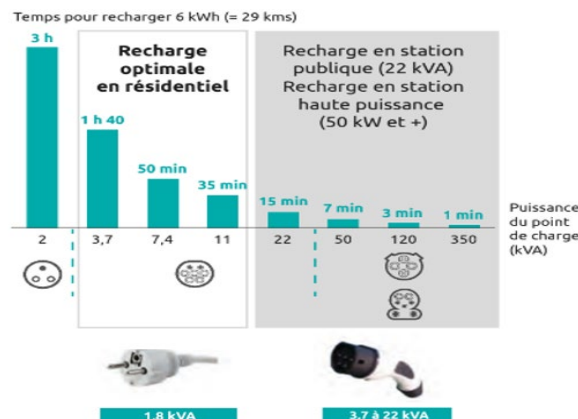 Temps pour recharger 6 kWh (= 29 kms)
3 h
Recharge
optimale
en résidentiel
Recharge en station
publique (22 kVA)
Recharge en station
haute puissance
(50 kW et +)
1 h 40
50 min
35 min
15 min
7 min
3 min
1 min
2
3,7
7,4
11
22
50
120
350
Puissance
du point
de charge
(kVA)
1.8 kVA
3.7 à 22 kVA